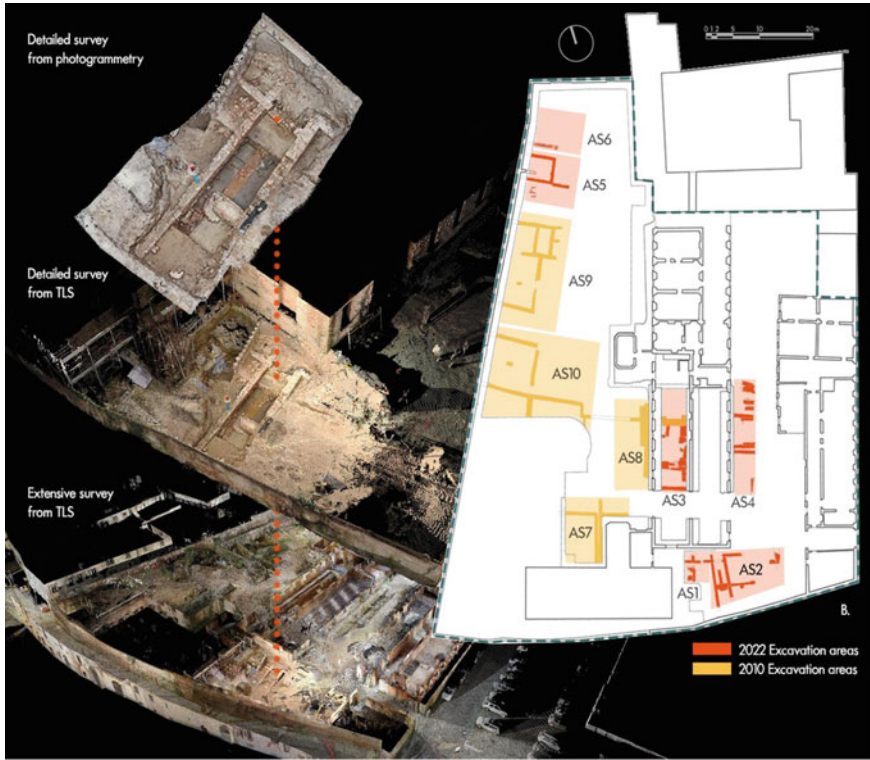 Detailed survey
from photogrammetry
Detailed survey
from TLS
Extensive survey
from TLS
0 1 2 5 10 20m
AS6
AS5
AS9
AS10
AS8
AS3
AS4
AS7
AS1
AS2
B.
2022 Excavation areas
2010 Excavation areas